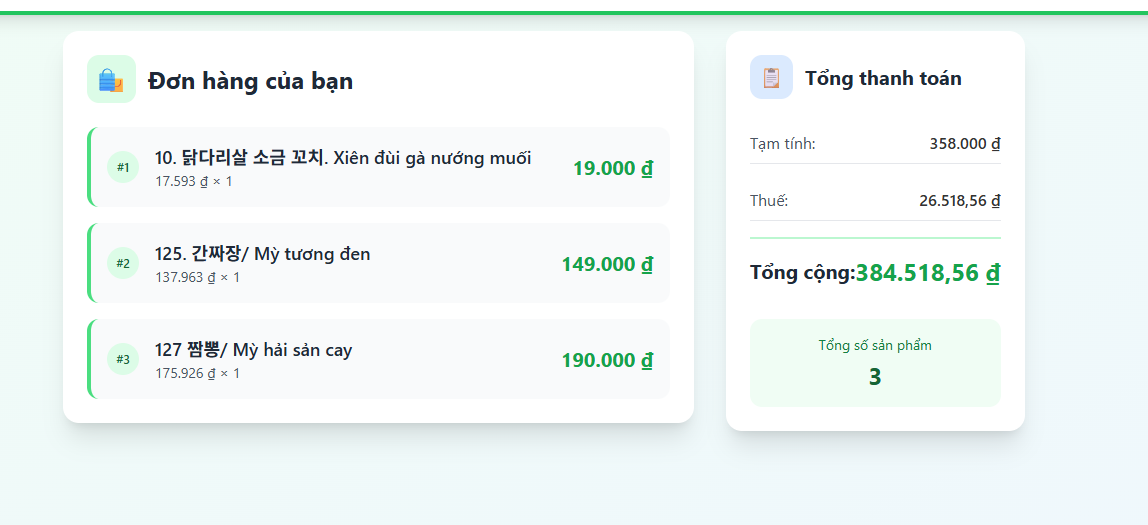 Đơn hàng của bạn
#1
10. 닭다리살 소금 꼬치. Xiên đùi gà nướng muối
17.593 ₫ × 1
19.000 ₫
#2
125. 간짜장/ Mỳ tương đen
137.963 ₫ × 1
149.000 ₫
#3
127 짬뽕/ Mỳ hải sản cay
175.926 ₫ × 1
190.000 ₫
Tổng thanh toán
Tạm tính: 358.000 ₫
Thuế: 26.518,56 ₫
Tổng cộng:384.518,56 ₫
Tổng số sản phẩm
3